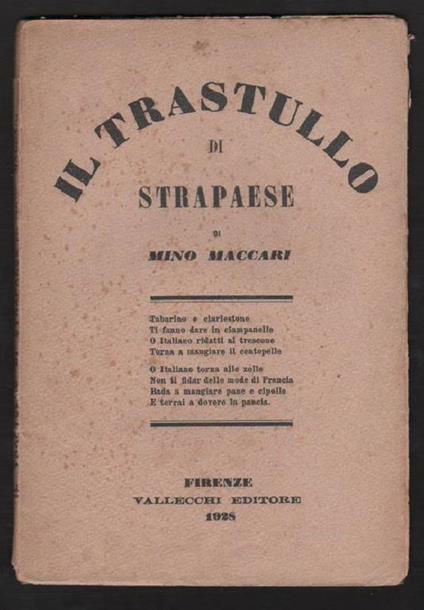 IL TRASTULLO
DI
STRAPAESE
DI
MINO MACCARI
Tabarino e clarlestone
Ti fanno dare in ciampanelle
O Italiano ridatti al trescone
Torna a mangiare il centopelle
O Italiano torna alle zolle
Non ti fidar delle mode di Francia
Bada a mangiare pane e cipolle
E terrai a dovere la pancia.
FIRENZE
VALLECCHI EDITORE
1928